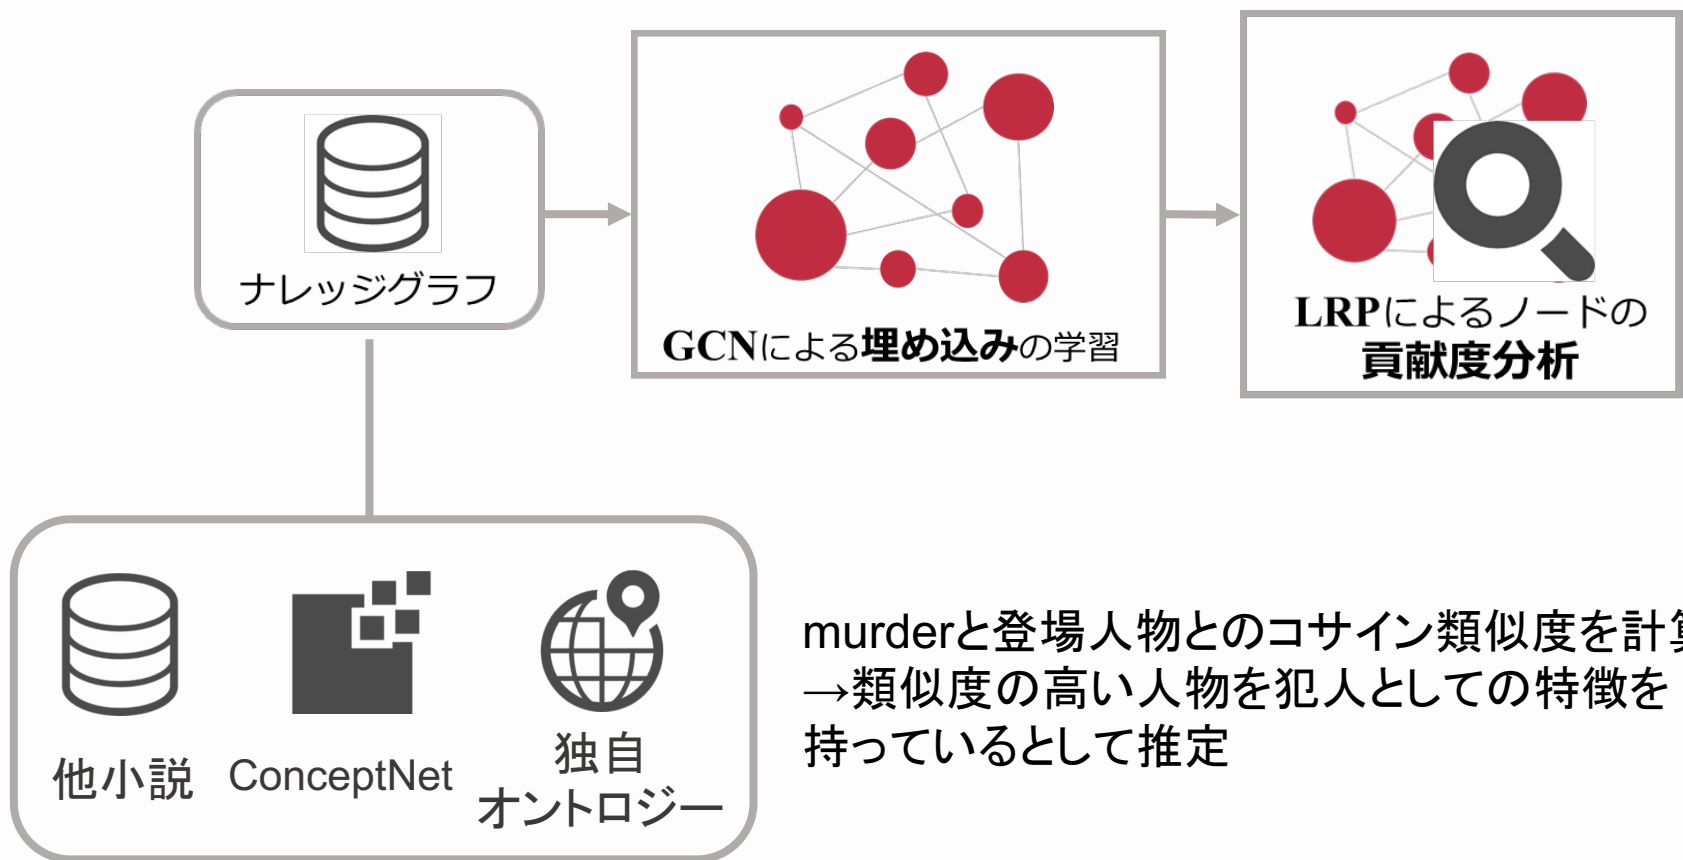 ナレッジグラフ
GCNによる埋め込みの学習
LRPによるノードの
貢献度分析
他小説
ConceptNet
独自
オントロジー
murderと登場人物とのコサイン類似度を計算
→類似度の高い人物を犯人としての特徴を
持っているとして推定